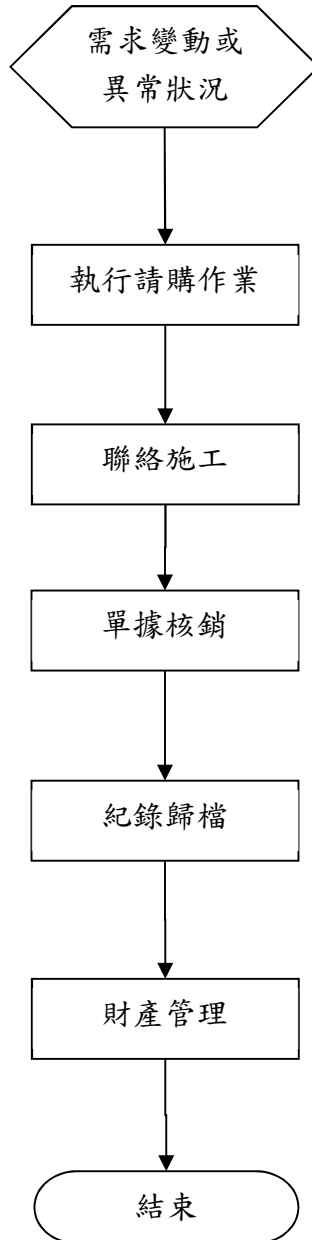 需求變動或
異常狀況
執行請購作業
聯絡施工
單據核銷
紀錄歸檔
財產管理
結束